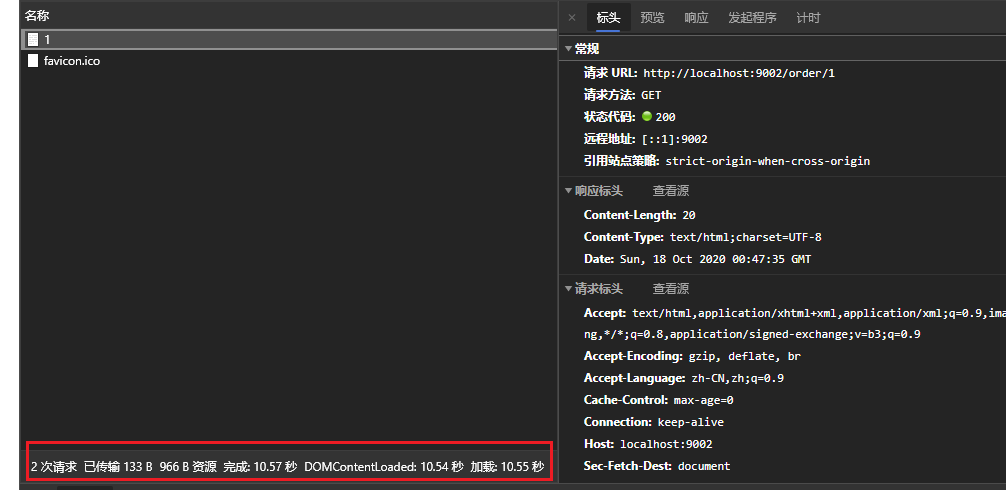 名称
1
favicon.ico
2 次请求 已传输 133 B 966 B 资源 完成: 10.57 秒 DOMContentLoaded: 10.54 秒 加载: 10.55 秒
× 标头 预览 响应 发起程序 计时
常规
请求 URL: http://localhost:9002/order/1
请求方法: GET
状态代码: 200
远程地址: [::1]:9002
引用站点策略: strict-origin-when-cross-origin
响应标头 查看源
Content-Length: 20
Content-Type: text/html;charset=UTF-8
Date: Sun, 18 Oct 2020 00:47:35 GMT
请求标头 查看源
Accept: text/html,application/xhtml+xml,application/xml;q=0.9,ima
ng,*/*;q=0.8,application/signed-exchange;v=b3;q=0.9
Accept-Encoding: gzip, deflate, br
Accept-Language: zh-CN,zh;q=0.9
Cache-Control: max-age=0
Connection: keep-alive
Host: localhost:9002
Sec-Fetch-Dest: document